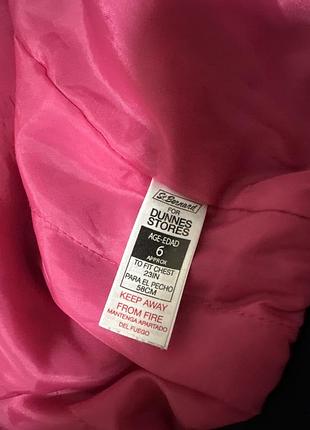 St Bernard
FOR
DUNNES
STORES
AGE-EDAD
6
APPROX
TO FIT CHEST
23IN
PARA EL PECHO
58CM
KEEP AWAY
FROM FIRE
MANTENGA APARTADO
DEL FUEGO